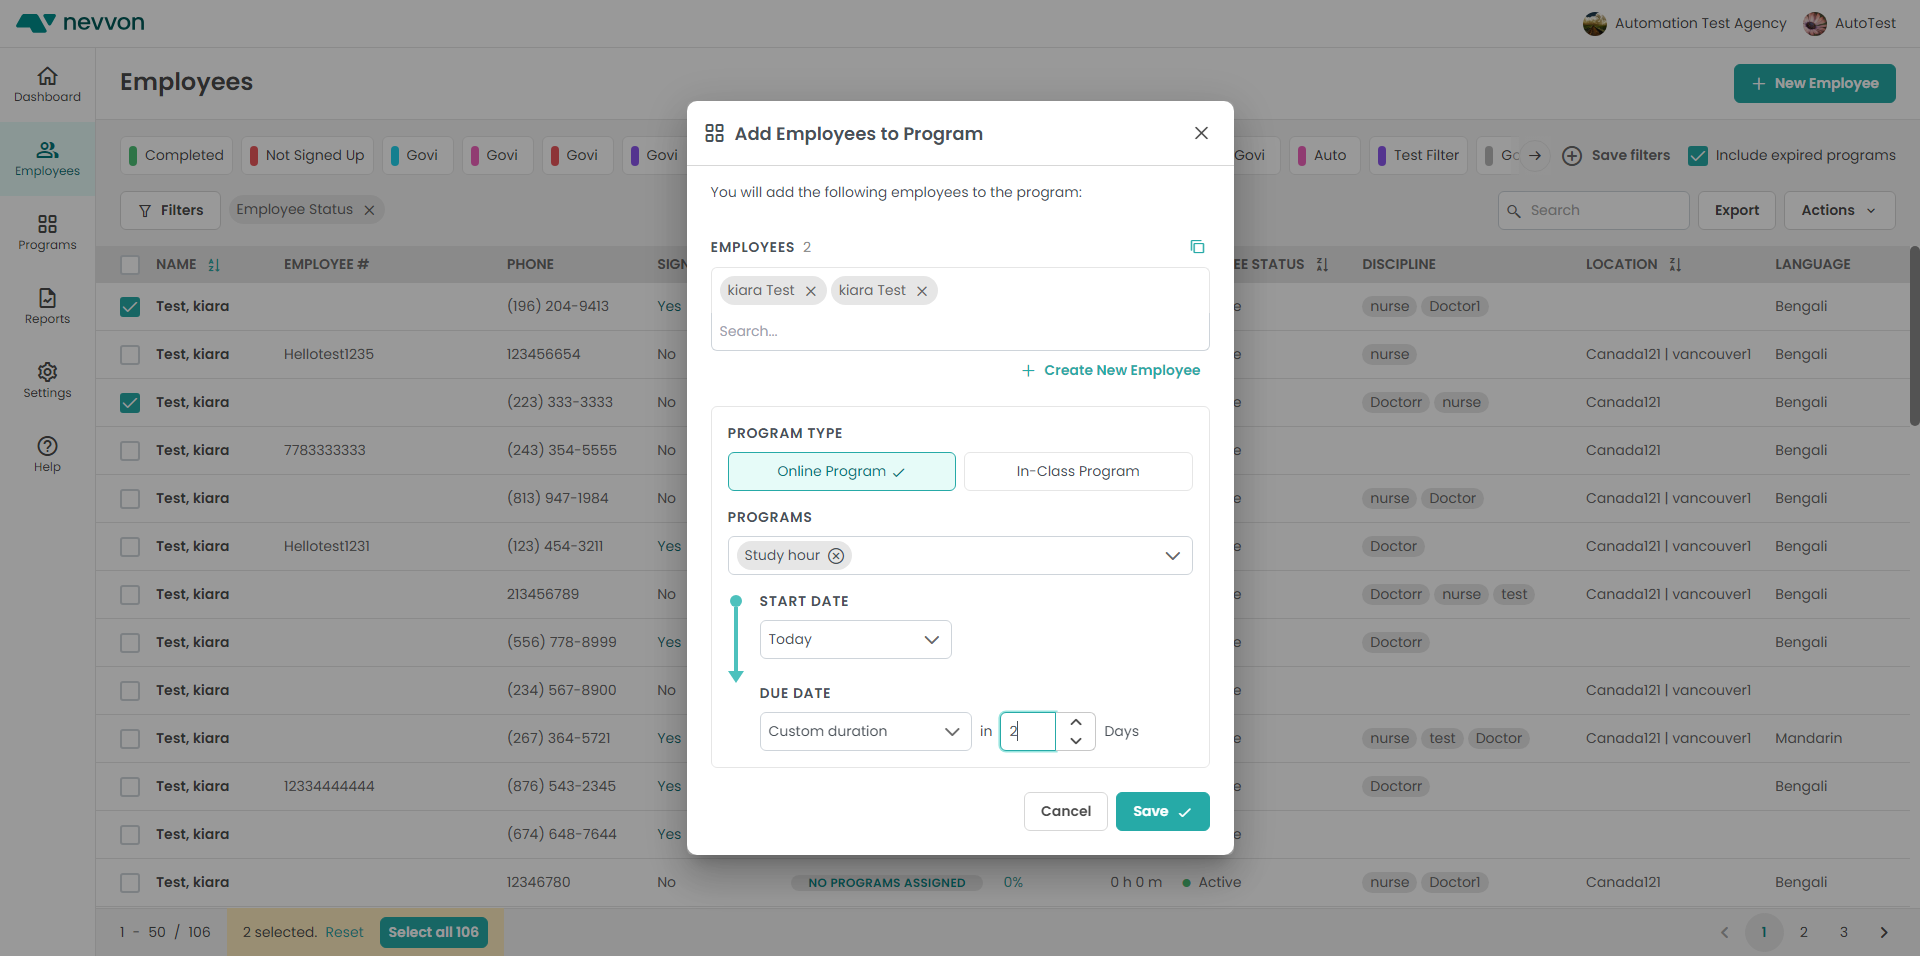 nevvon
Automation Test Agency
AutoTest
Dashboard
Employees
Programs
Reports
Settings
Help
Employees
New Employee
Completed
Not Signed Up
Govi
Govi
Govi
Govi
Govi
Auto
Test Filter
Save filters
Include expired programs
Filters
Employee Status
Search
Export
Actions
NAME EMPLOYEE # PHONE SIGN EE STATUS DISCIPLINE LOCATION LANGUAGE
Test, kiara (196) 204-9413 Yes e nurse Doctor1 Bengali
Test, kiara Hellotest1235 123456654 No e nurse Canada121 | vancouver1 Bengali
Test, kiara (223) 333-3333 No e Doctorr nurse Canada121 Bengali
Test, kiara 7783333333 (243) 354-5555 No e Canada121 Bengali
Test, kiara (813) 947-1984 No e nurse Doctor Canada121 | vancouver1 Bengali
Test, kiara Hellotest1231 (123) 454-3211 Yes e Doctor Canada121 | vancouver1 Bengali
Test, kiara 213456789 No e Doctorr nurse test Canada121 | vancouver1 Bengali
Test, kiara (556) 778-8999 Yes e Doctorr Bengali
Test, kiara (234) 567-8900 No e Canada121 | vancouver1
Test, kiara (267) 364-5721 Yes e nurse test Doctor Canada121 | vancouver1 Mandarin
Test, kiara 12334444444 (876) 543-2345 Yes e Doctorr Bengali
Test, kiara (674) 648-7644 Yes e
Test, kiara 12346780 No NO PROGRAMS ASSIGNED 0% 0 h 0 m Active nurse Doctor1 Canada121 Bengali
1 - 50 / 106
2 selected. Reset Select all 106
1 2 3
Add Employees to Program
You will add the following employees to the program:
EMPLOYEES 2
kiara Test
kiara Test
Search...
Create New Employee
PROGRAM TYPE
Online Program
In-Class Program
PROGRAMS
Study hour
START DATE
Today
DUE DATE
Custom duration in 2 Days
Cancel
Save